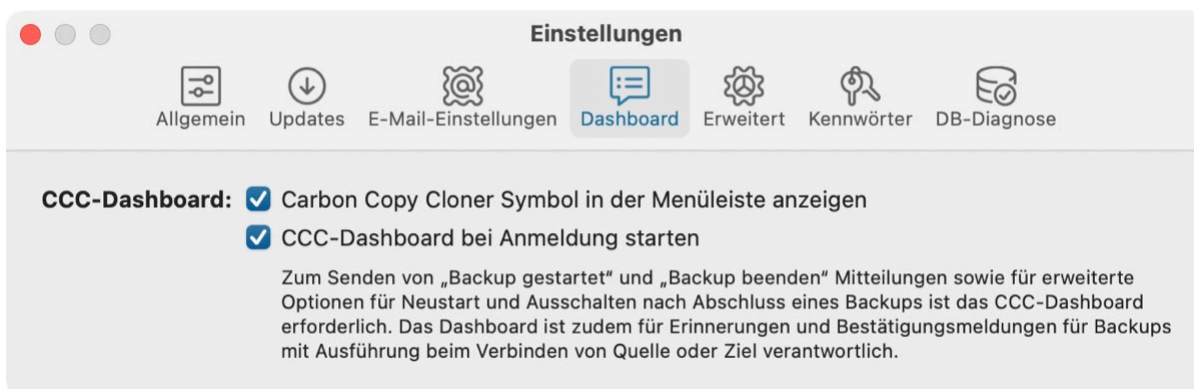 Einstellungen
Allgemein Updates E-Mail-Einstellungen Dashboard Erweitert Kennwörter DB-Diagnose
CCC-Dashboard: Carbon Copy Cloner Symbol in der Menüleiste anzeigen
CCC-Dashboard bei Anmeldung starten
Zum Senden von „Backup gestartet“ und „Backup beenden“ Mitteilungen sowie für erweiterte
Optionen für Neustart und Ausschalten nach Abschluss eines Backups ist das CCC-Dashboard
erforderlich. Das Dashboard ist zudem für Erinnerungen und Bestätigungsmeldungen für Backups
mit Ausführung beim Verbinden von Quelle oder Ziel verantwortlich.